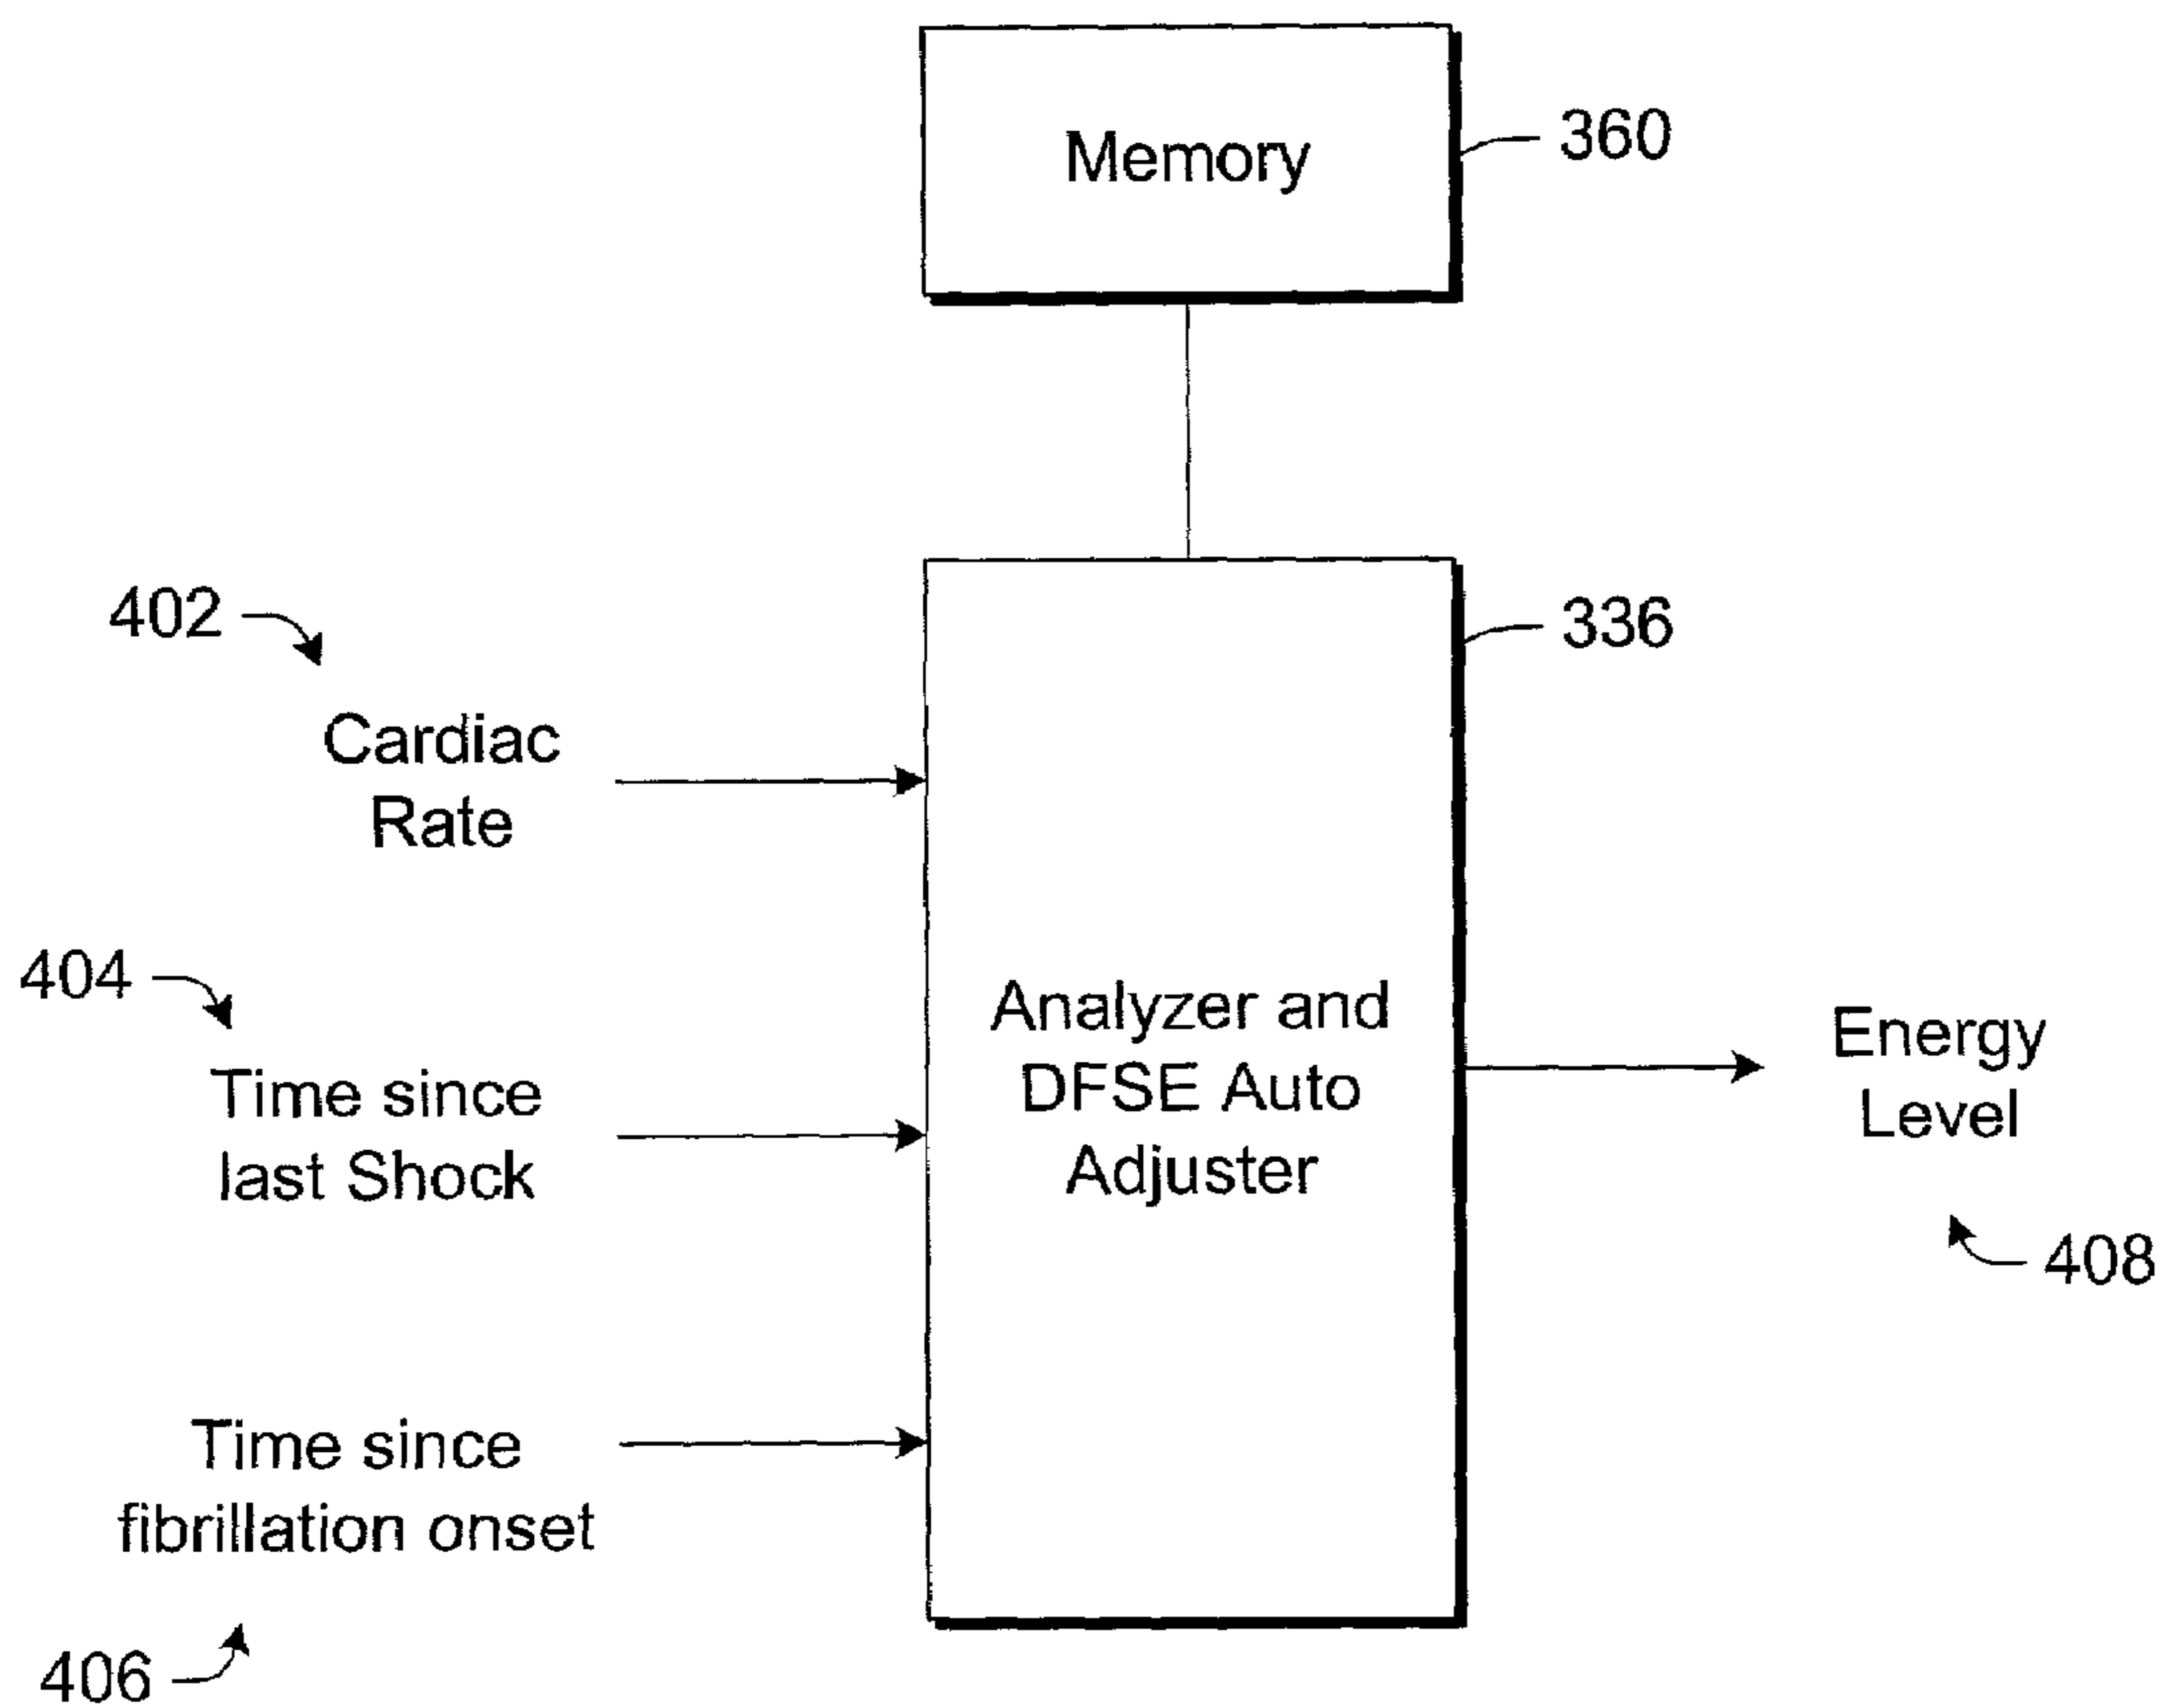 Memory
360
402
336
Cardiac
Rate
404
Time since
last Shock
Analyzer and
DFSE Auto
Adjuster
Energy
Level
408
Time since
fibrillation onset
406